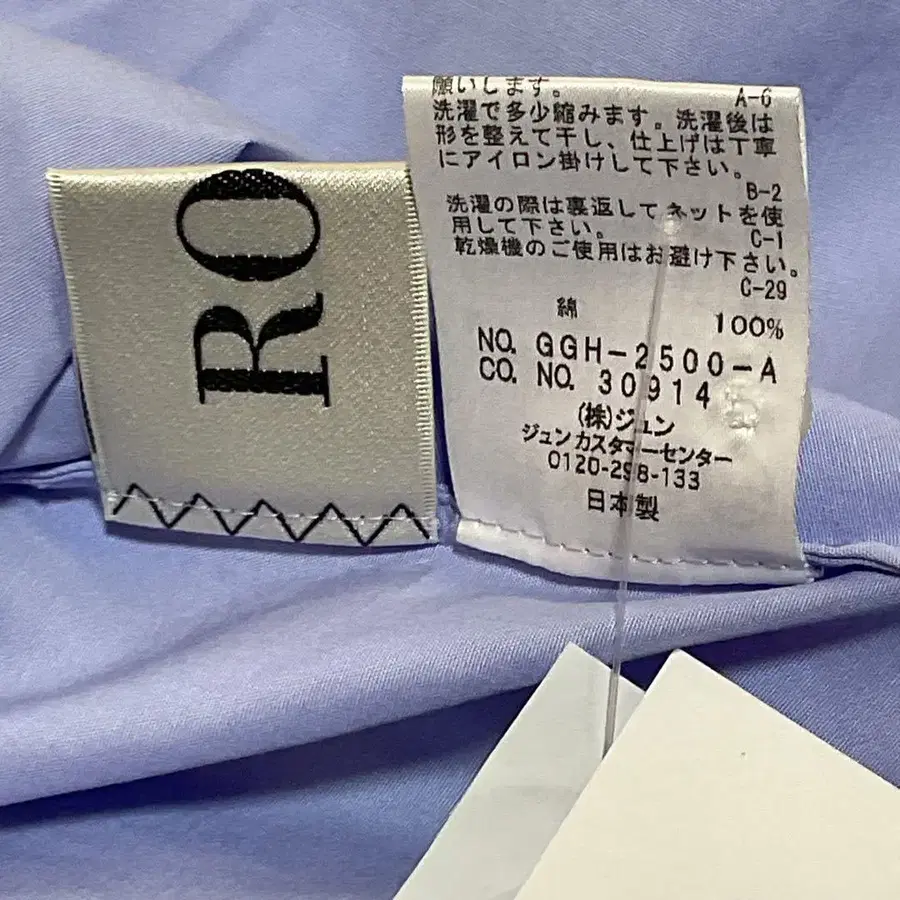 RO
願いします。
A-6
洗濯で多少縮みます。洗濯後は
形を整えて干し、仕上げは丁寧
にアイロン掛けして下さい。
B-2
洗濯の際は裏返してネットを使
用して下さい。
C-1
乾燥機のご使用はお避け下さい。
C-29
綿 100%
NO. GGH-2500-A
CO. NO. 30914
(株)ジュン
ジュンカスタマーセンター
0120-298-133
日本製